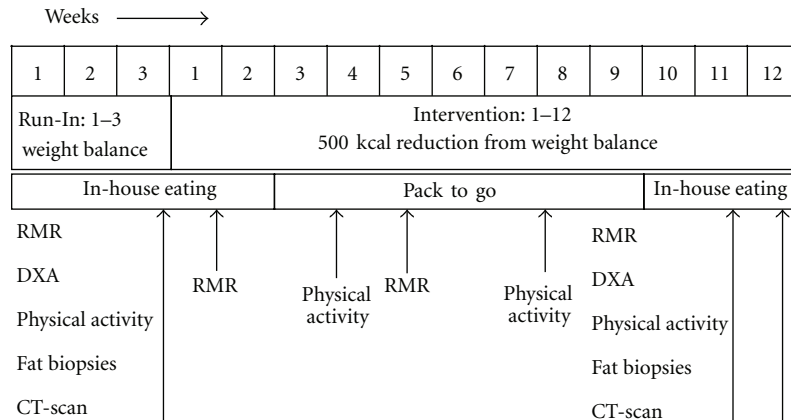 Weeks
1 2 3 1 2 3 4 5 6 7 8 9 10 11 12
Run-In: 1–3
weight balance
Intervention: 1–12
500 kcal reduction from weight balance
In-house eating
Pack to go
In-house eating
RMR
DXA
Physical activity
Fat biopsies
CT-scan
RMR
Physical
activity
RMR
Physical
activity
RMR
DXA
Physical activity
Fat biopsies
CT-scan